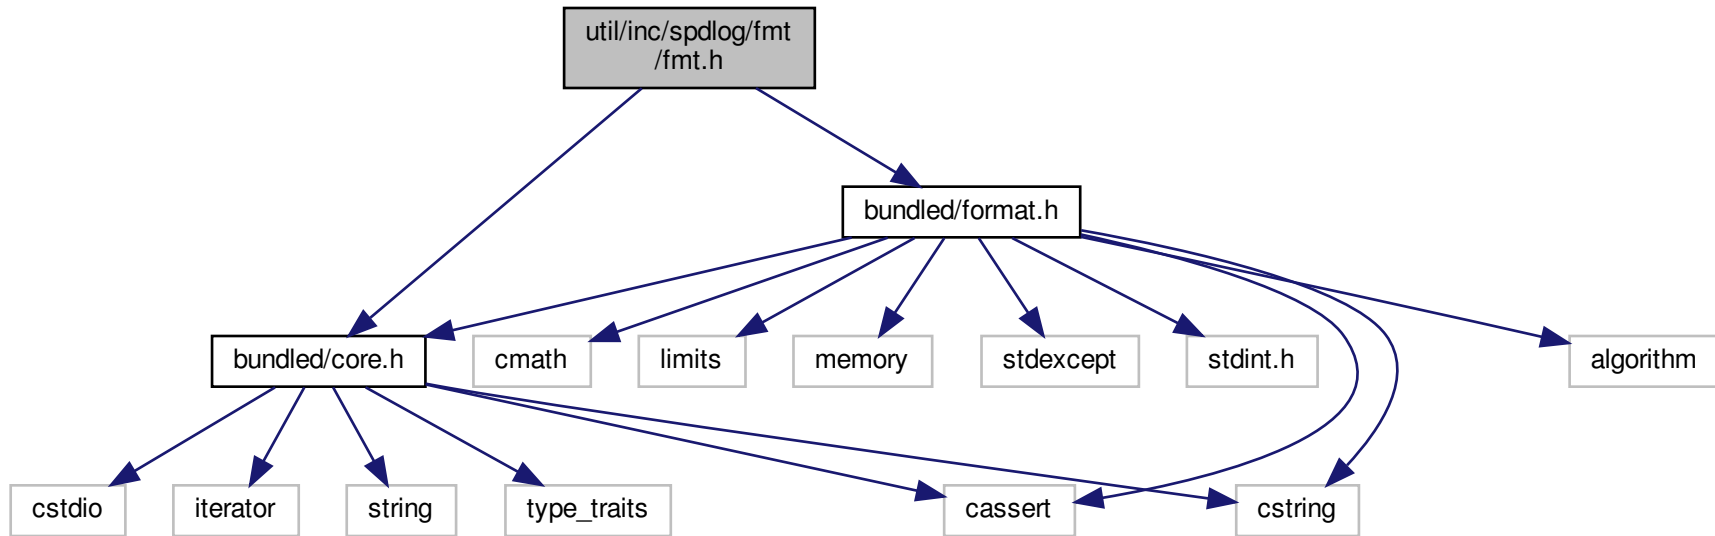 util/inc/spdlog/fmt
/fmt.h
bundled/format.h
bundled/core.h
cmath
limits
memory
stdexcept
stdint.h
algorithm
cstdio
iterator
string
type_traits
cassert
cstring